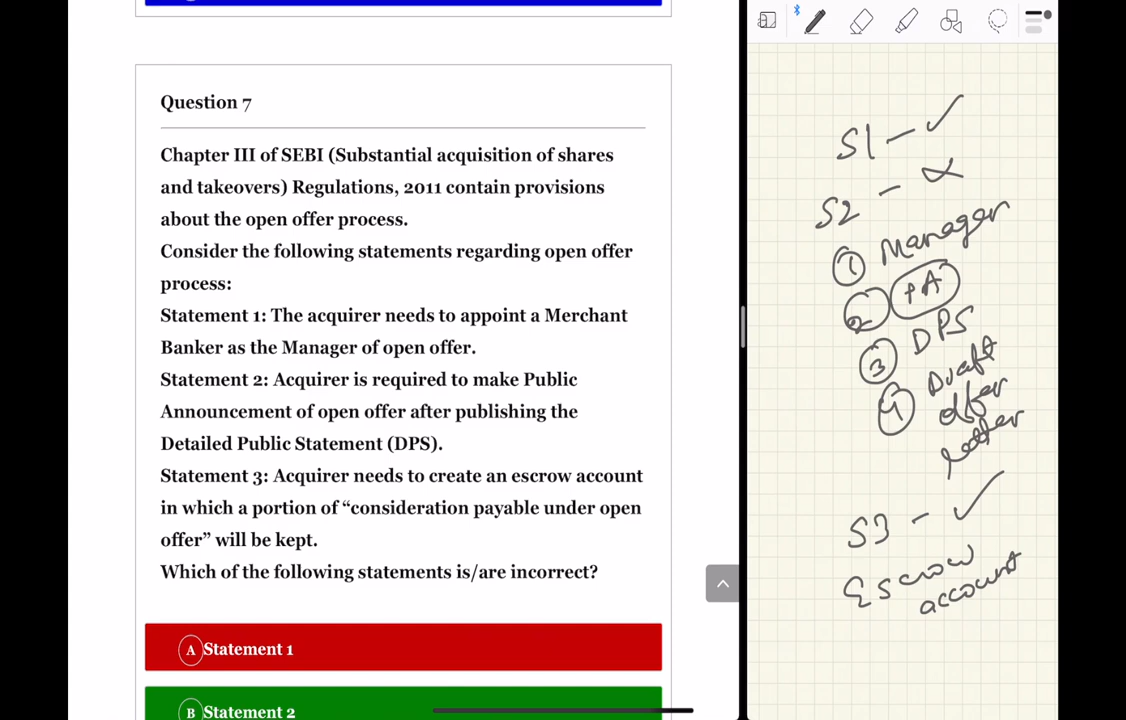 Question 7
Chapter III of SEBI (Substantial acquisition of shares
and takeovers) Regulations, 2011 contain provisions
about the open offer process.
Consider the following statements regarding open offer
process:
Statement 1: The acquirer needs to appoint a Merchant
Banker as the Manager of open offer.
Statement 2: Acquirer is required to make Public
Announcement of open offer after publishing the
Detailed Public Statement (DPS).
Statement 3: Acquirer needs to create an escrow account
in which a portion of “consideration payable under open
offer” will be kept.
Which of the following statements is/are incorrect?
A Statement 1
B Statement 2
S1 - ✓
S2 - ×
1 Manager
2 PA
3 DPS
4 Draft
offer
letter
S3 - ✓
Escrow
account